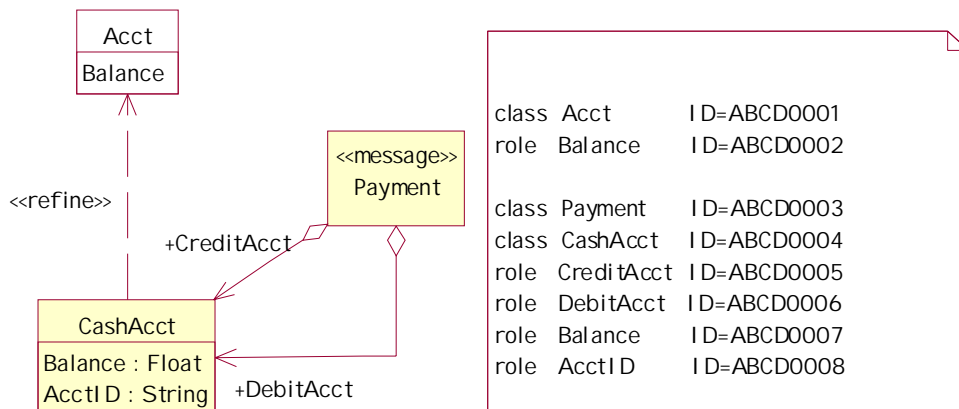 Acct
Balance
<<refine>>
<<message>>
Payment
+CreditAcct
CashAcct
Balance : Float
AcctID : String
+DebitAcct
class Acct ID=ABCD0001
role Balance ID=ABCD0002
class Payment ID=ABCD0003
class CashAcct ID=ABCD0004
role CreditAcct ID=ABCD0005
role DebitAcct ID=ABCD0006
role Balance ID=ABCD0007
role AcctID ID=ABCD0008